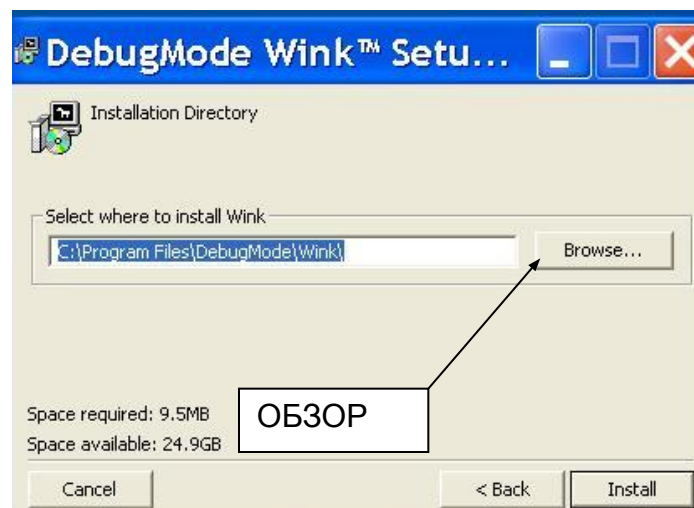 DebugMode Wink™ Setu...
Installation Directory
Select where to install Wink
C:\Program Files\DebugMode\Wink\
Browse...
ОБЗОР
Space required: 9.5MB
Space available: 24.9GB
Cancel
< Back
Install